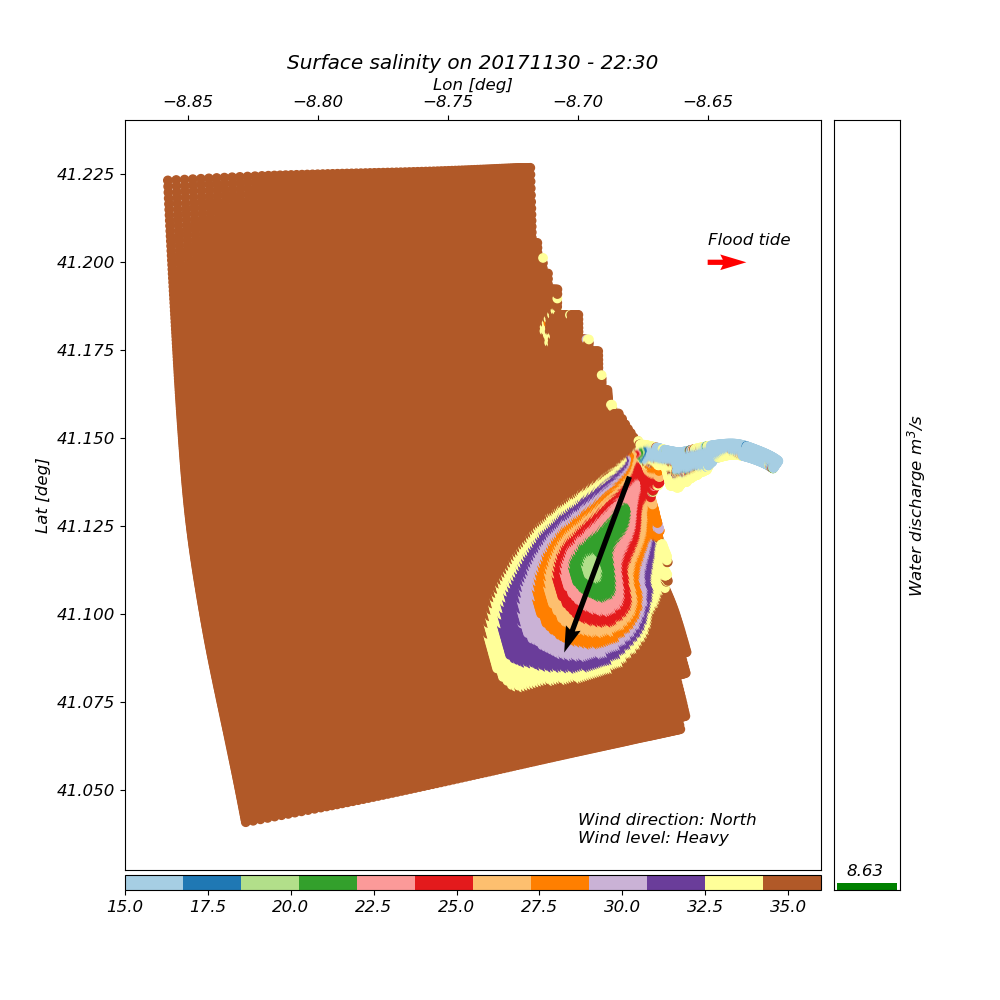 Surface salinity on 20171130 - 22:30
Lon [deg]
−8.85 −8.80 −8.75 −8.70 −8.65
41.225
41.200
41.175
41.150
41.125
41.100
41.075
41.050
Lat [deg]
Flood tide
Wind direction: North
Wind level: Heavy
Water discharge m³/s
8.63
15.0 17.5 20.0 22.5 25.0 27.5 30.0 32.5 35.0